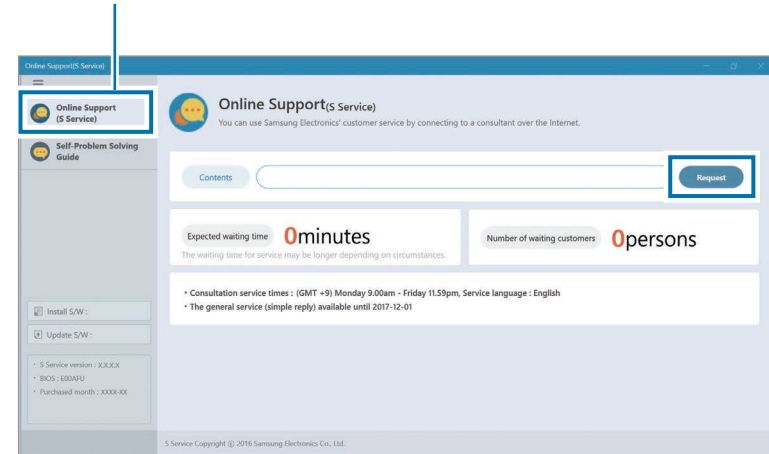 Online Support(S Service)
Online Support
(S Service)
Self-Problem Solving
Guide
Install S/W :
Update S/W :
• S Service version : X.X.X.X
• BIOS : E00AFU
• Purchased month : XXXX-XX
Online Support(S Service)
You can use Samsung Electronics' customer service by connecting to a consultant over the Internet.
Contents
Request
Expected waiting time 0minutes
The waiting time for service may be longer depending on circumstances.
Number of waiting customers 0persons
• Consultation service times : (GMT +9) Monday 9.00am - Friday 11.59pm, Service language : English
• The general service (simple reply) available until 2017-12-01
S Service Copyright ⓒ 2016 Samsung Electronics Co., Ltd.